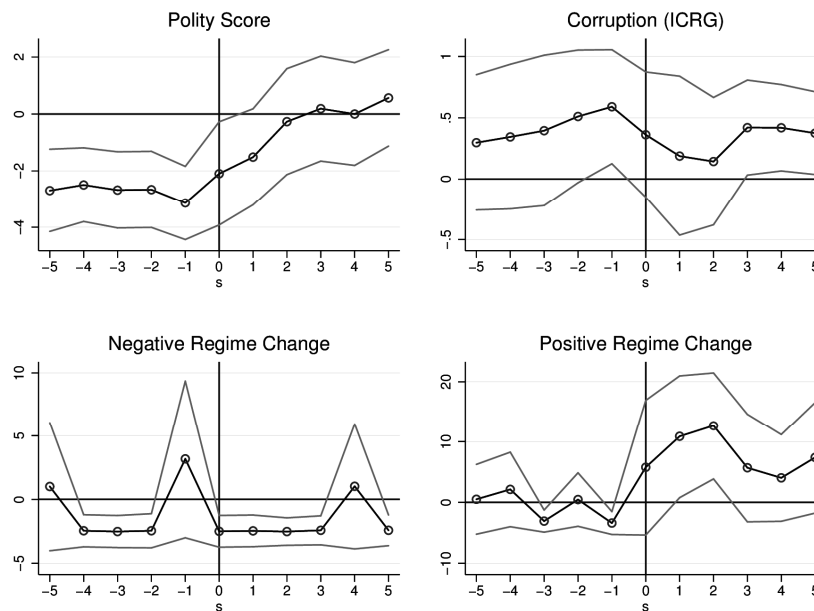 Polity Score
2
0
−2
−4
−5 −4 −3 −2 −1 0 1 2 3 4 5
s
Corruption (ICRG)
1
.5
0
−.5
−5 −4 −3 −2 −1 0 1 2 3 4 5
s
Negative Regime Change
10
5
0
−5
−5 −4 −3 −2 −1 0 1 2 3 4 5
s
Positive Regime Change
20
10
0
−10
−5 −4 −3 −2 −1 0 1 2 3 4 5
s